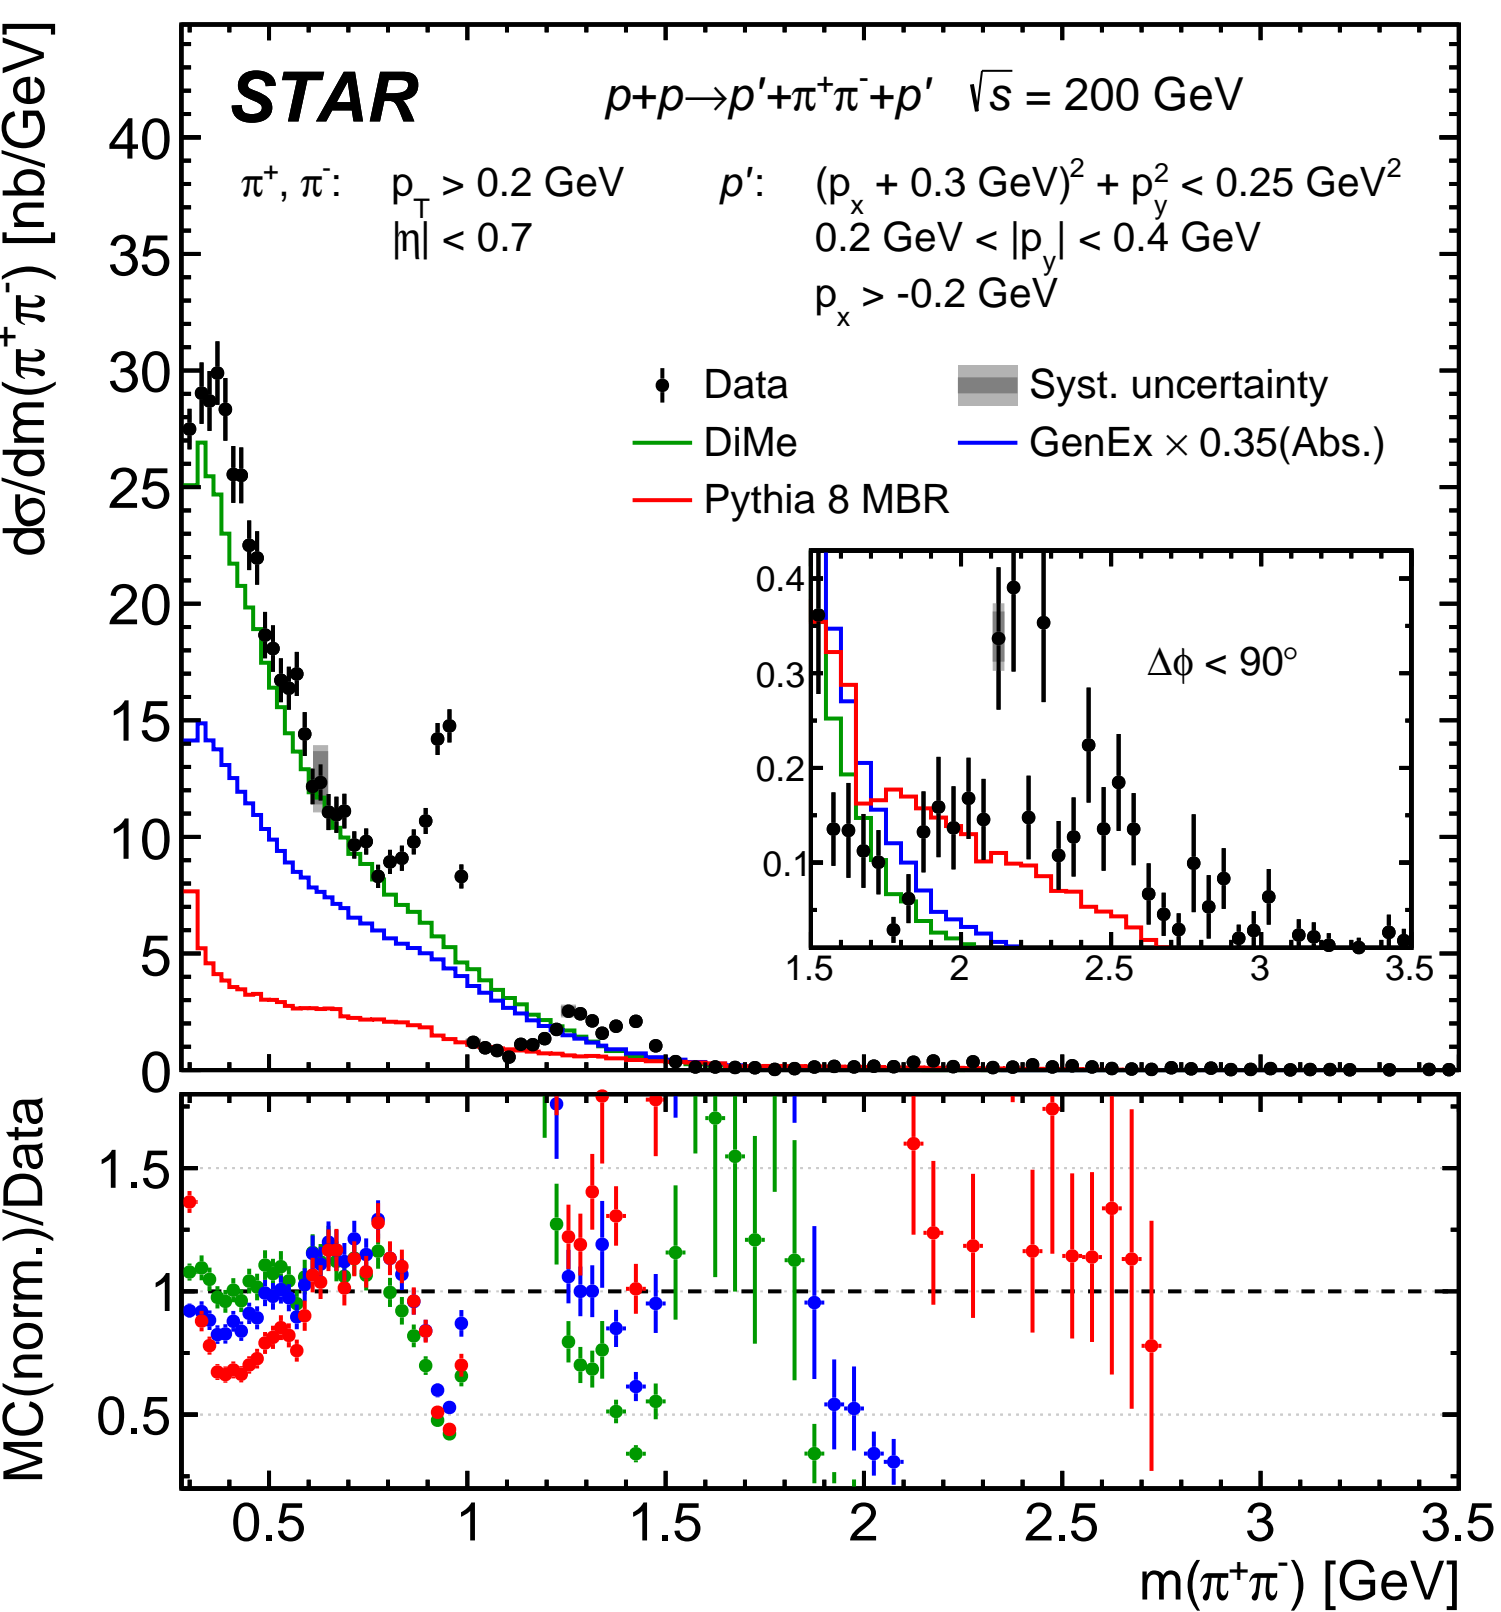 STAR
p+p→p′+π⁺π⁻+p′ √s = 200 GeV
π⁺, π⁻: p_T > 0.2 GeV
|η| < 0.7
p′: (p_x + 0.3 GeV)² + p_y² < 0.25 GeV²
0.2 GeV < |p_y| < 0.4 GeV
p_x > -0.2 GeV
Data
Syst. uncertainty
DiMe
GenEx × 0.35(Abs.)
Pythia 8 MBR
dσ/dm(π⁺π⁻) [nb/GeV]
40
35
30
25
20
15
10
5
0
0.4
0.3
0.2
0.1
Δϕ < 90°
1.5 2 2.5 3 3.5
MC(norm.)/Data
1.5
1
0.5
0.5 1 1.5 2 2.5 3 3.5
m(π⁺π⁻) [GeV]